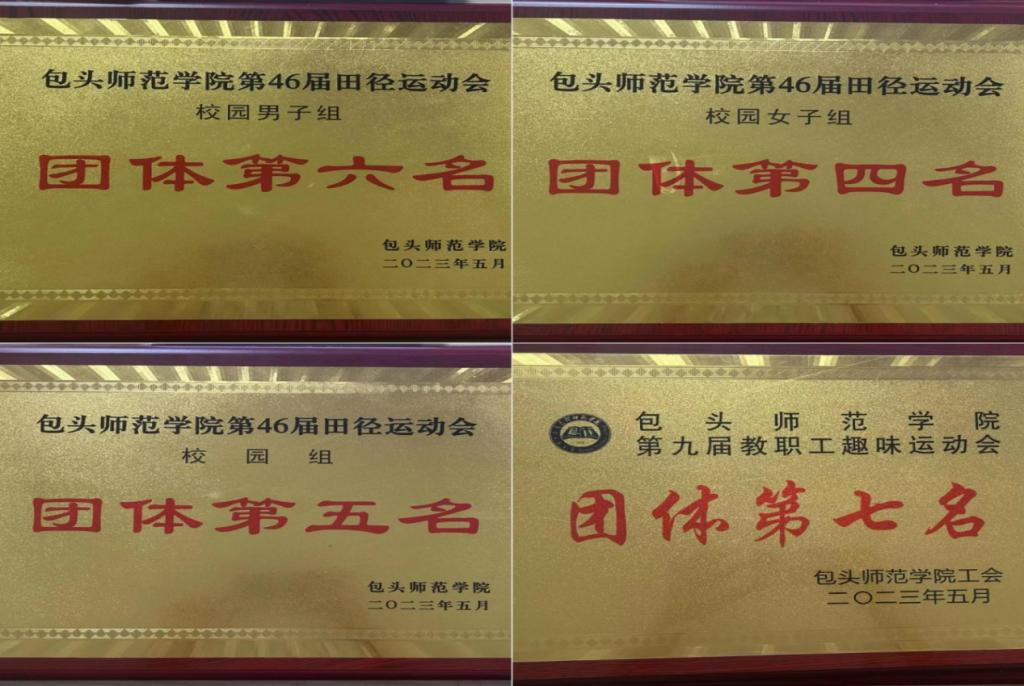 包头师范学院第46届田径运动会
校园男子组
团体第六名
包头师范学院
二〇二三年五月
包头师范学院第46届田径运动会
校园女子组
团体第四名
包头师范学院
二〇二三年五月
包头师范学院第46届田径运动会
校园组
团体第五名
包头师范学院
二〇二三年五月
包头师范学院
第九届教职工趣味运动会
团体第七名
包头师范学院工会
二〇二三年五月